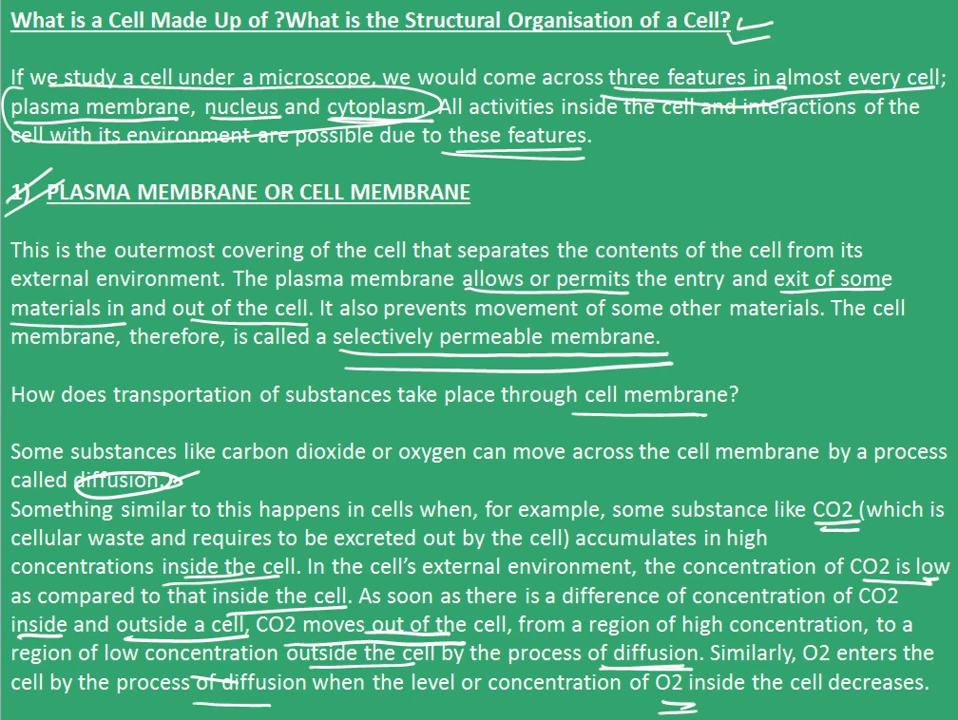 What is a Cell Made Up of ?What is the Structural Organisation of a Cell?
If we study a cell under a microscope, we would come across three features in almost every cell;
plasma membrane, nucleus and cytoplasm. All activities inside the cell and interactions of the
cell with its environment are possible due to these features.
1) PLASMA MEMBRANE OR CELL MEMBRANE
This is the outermost covering of the cell that separates the contents of the cell from its
external environment. The plasma membrane allows or permits the entry and exit of some
materials in and out of the cell. It also prevents movement of some other materials. The cell
membrane, therefore, is called a selectively permeable membrane.
How does transportation of substances take place through cell membrane?
Some substances like carbon dioxide or oxygen can move across the cell membrane by a process
called diffusion.
Something similar to this happens in cells when, for example, some substance like CO2 (which is
cellular waste and requires to be excreted out by the cell) accumulates in high
concentrations inside the cell. In the cell’s external environment, the concentration of CO2 is low
as compared to that inside the cell. As soon as there is a difference of concentration of CO2
inside and outside a cell, CO2 moves out of the cell, from a region of high concentration, to a
region of low concentration outside the cell by the process of diffusion. Similarly, O2 enters the
cell by the process of diffusion when the level or concentration of O2 inside the cell decreases.